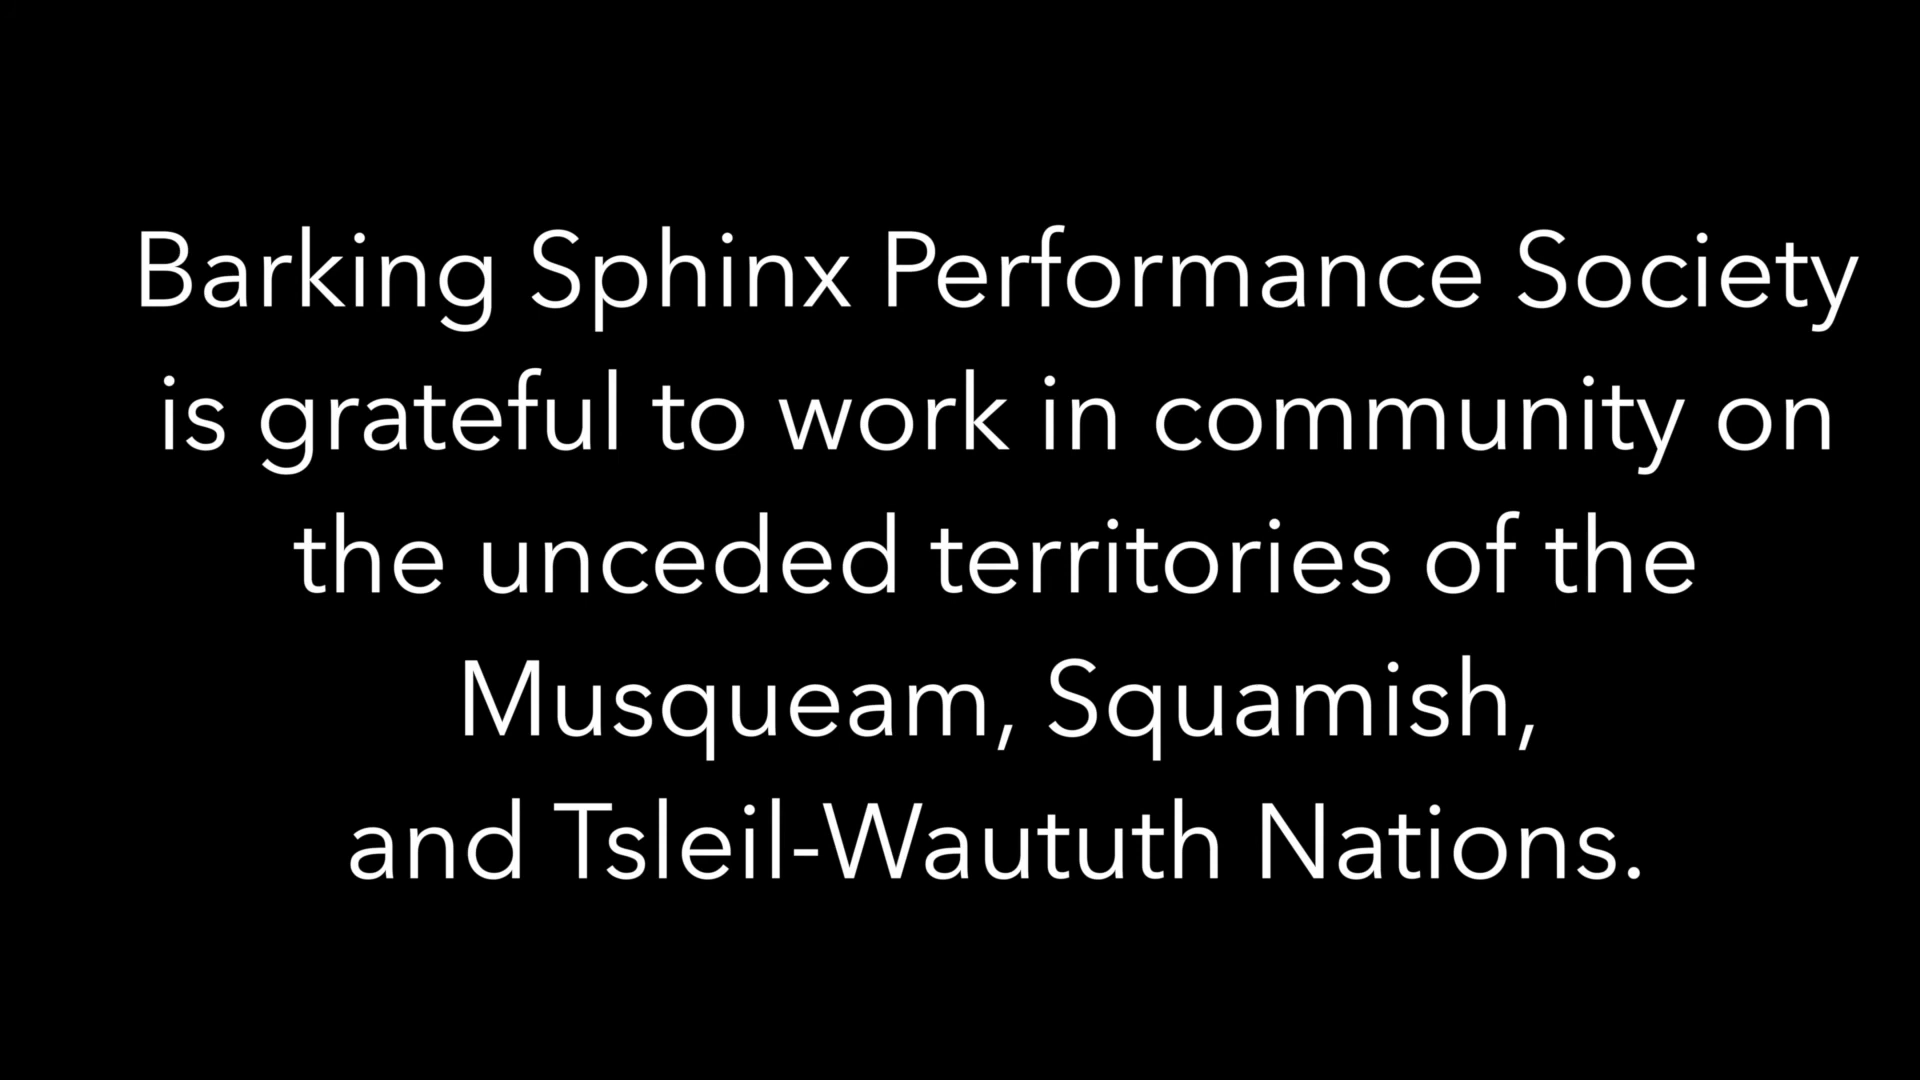 Barking Sphinx Performance Society
is grateful to work in community on
the unceded territories of the
Musqueam, Squamish,
and Tsleil-Waututh Nations.